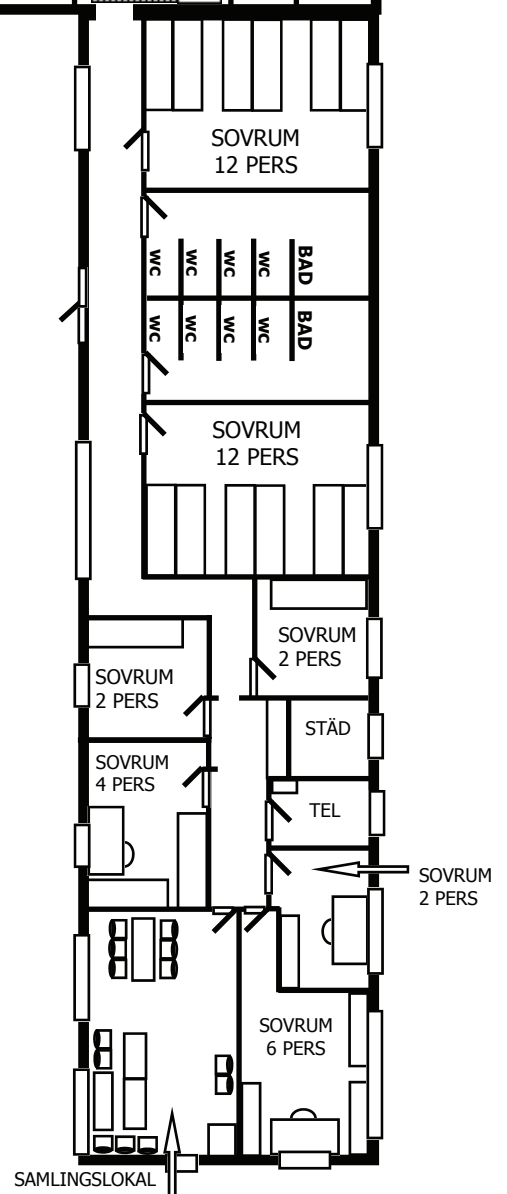 SOVRUM
12 PERS
WC WC WC WC BAD
WC WC WC WC BAD
SOVRUM
12 PERS
SOVRUM
2 PERS
SOVRUM
2 PERS
STÄD
SOVRUM
4 PERS
TEL
SOVRUM
2 PERS
SOVRUM
6 PERS
SAMLINGSLOKAL